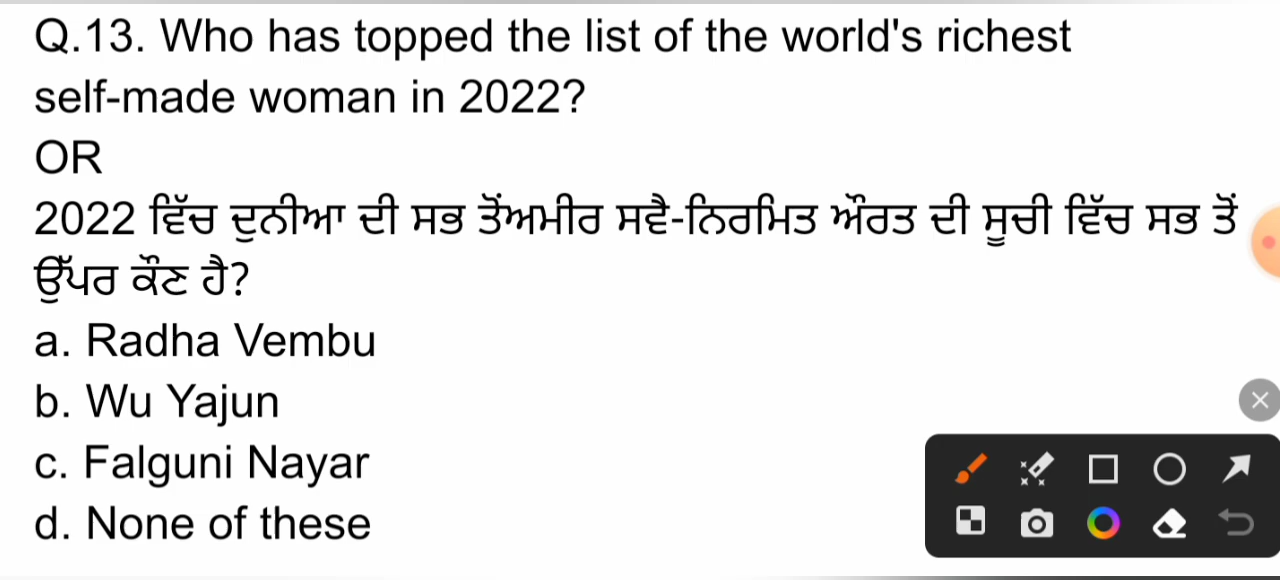 Q.13. Who has topped the list of the world's richest
self-made woman in 2022?
OR
2022 ਵਿੱਚ ਦੁਨੀਆ ਦੀ ਸਭ ਤੋਂਅਮੀਰ ਸਵੈ-ਨਿਰਮਿਤ ਔਰਤ ਦੀ ਸੂਚੀ ਵਿੱਚ ਸਭ ਤੋਂ
ਉੱਪਰ ਕੌਣ ਹੈ?
a. Radha Vembu
b. Wu Yajun
c. Falguni Nayar
d. None of these